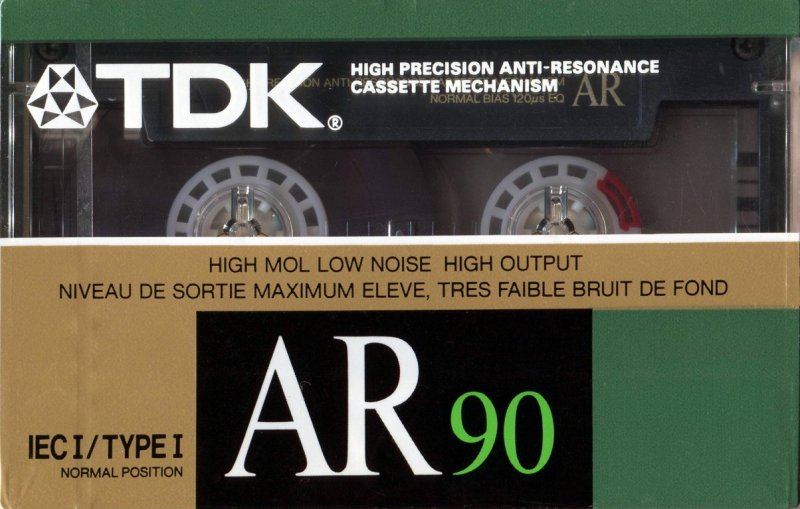 TDK®
HIGH PRECISION ANTI-RESONANCE
CASSETTE MECHANISM
NORMAL BIAS 120µs EQ AR
HIGH MOL LOW NOISE HIGH OUTPUT
NIVEAU DE SORTIE MAXIMUM ELEVE, TRES FAIBLE BRUIT DE FOND
AR 90
IEC I/TYPE I
NORMAL POSITION